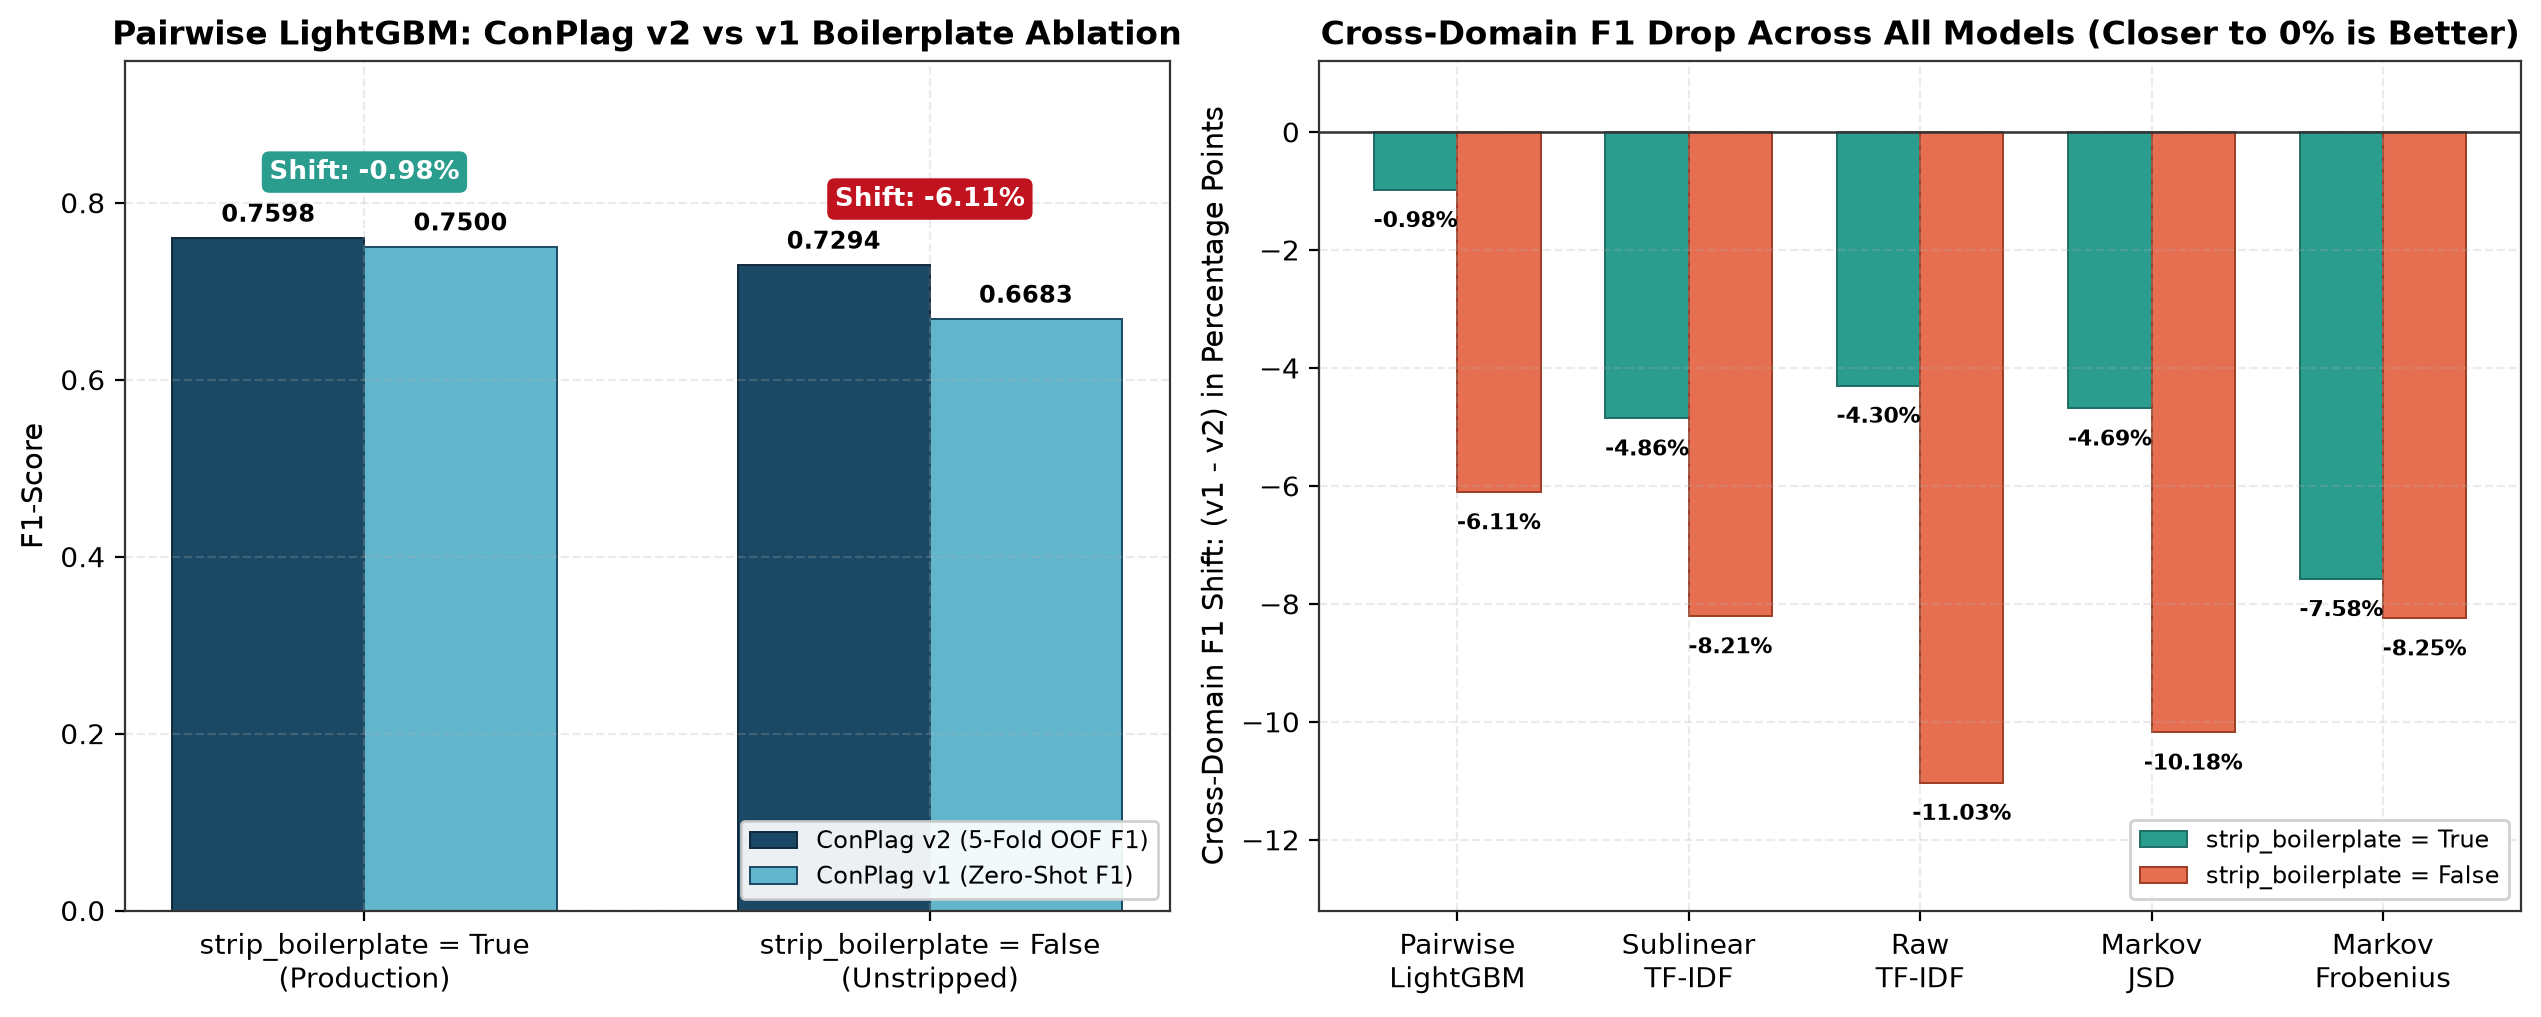 Pairwise LightGBM: ConPlag v2 vs v1 Boilerplate Ablation
F1-Score
0.8
0.6
0.4
0.2
0.0
Shift: -0.98%
0.7598
0.7500
Shift: -6.11%
0.7294
0.6683
ConPlag v2 (5-Fold OOF F1)
ConPlag v1 (Zero-Shot F1)
strip_boilerplate = True
(Production)
strip_boilerplate = False
(Unstripped)
Cross-Domain F1 Drop Across All Models (Closer to 0% is Better)
Cross-Domain F1 Shift: (v1 - v2) in Percentage Points
0
−2
−4
−6
−8
−10
−12
-0.98%
-6.11%
-4.86%
-8.21%
-4.30%
-11.03%
-4.69%
-10.18%
-7.58%
-8.25%
strip_boilerplate = True
strip_boilerplate = False
Pairwise
LightGBM
Sublinear
TF-IDF
Raw
TF-IDF
Markov
JSD
Markov
Frobenius